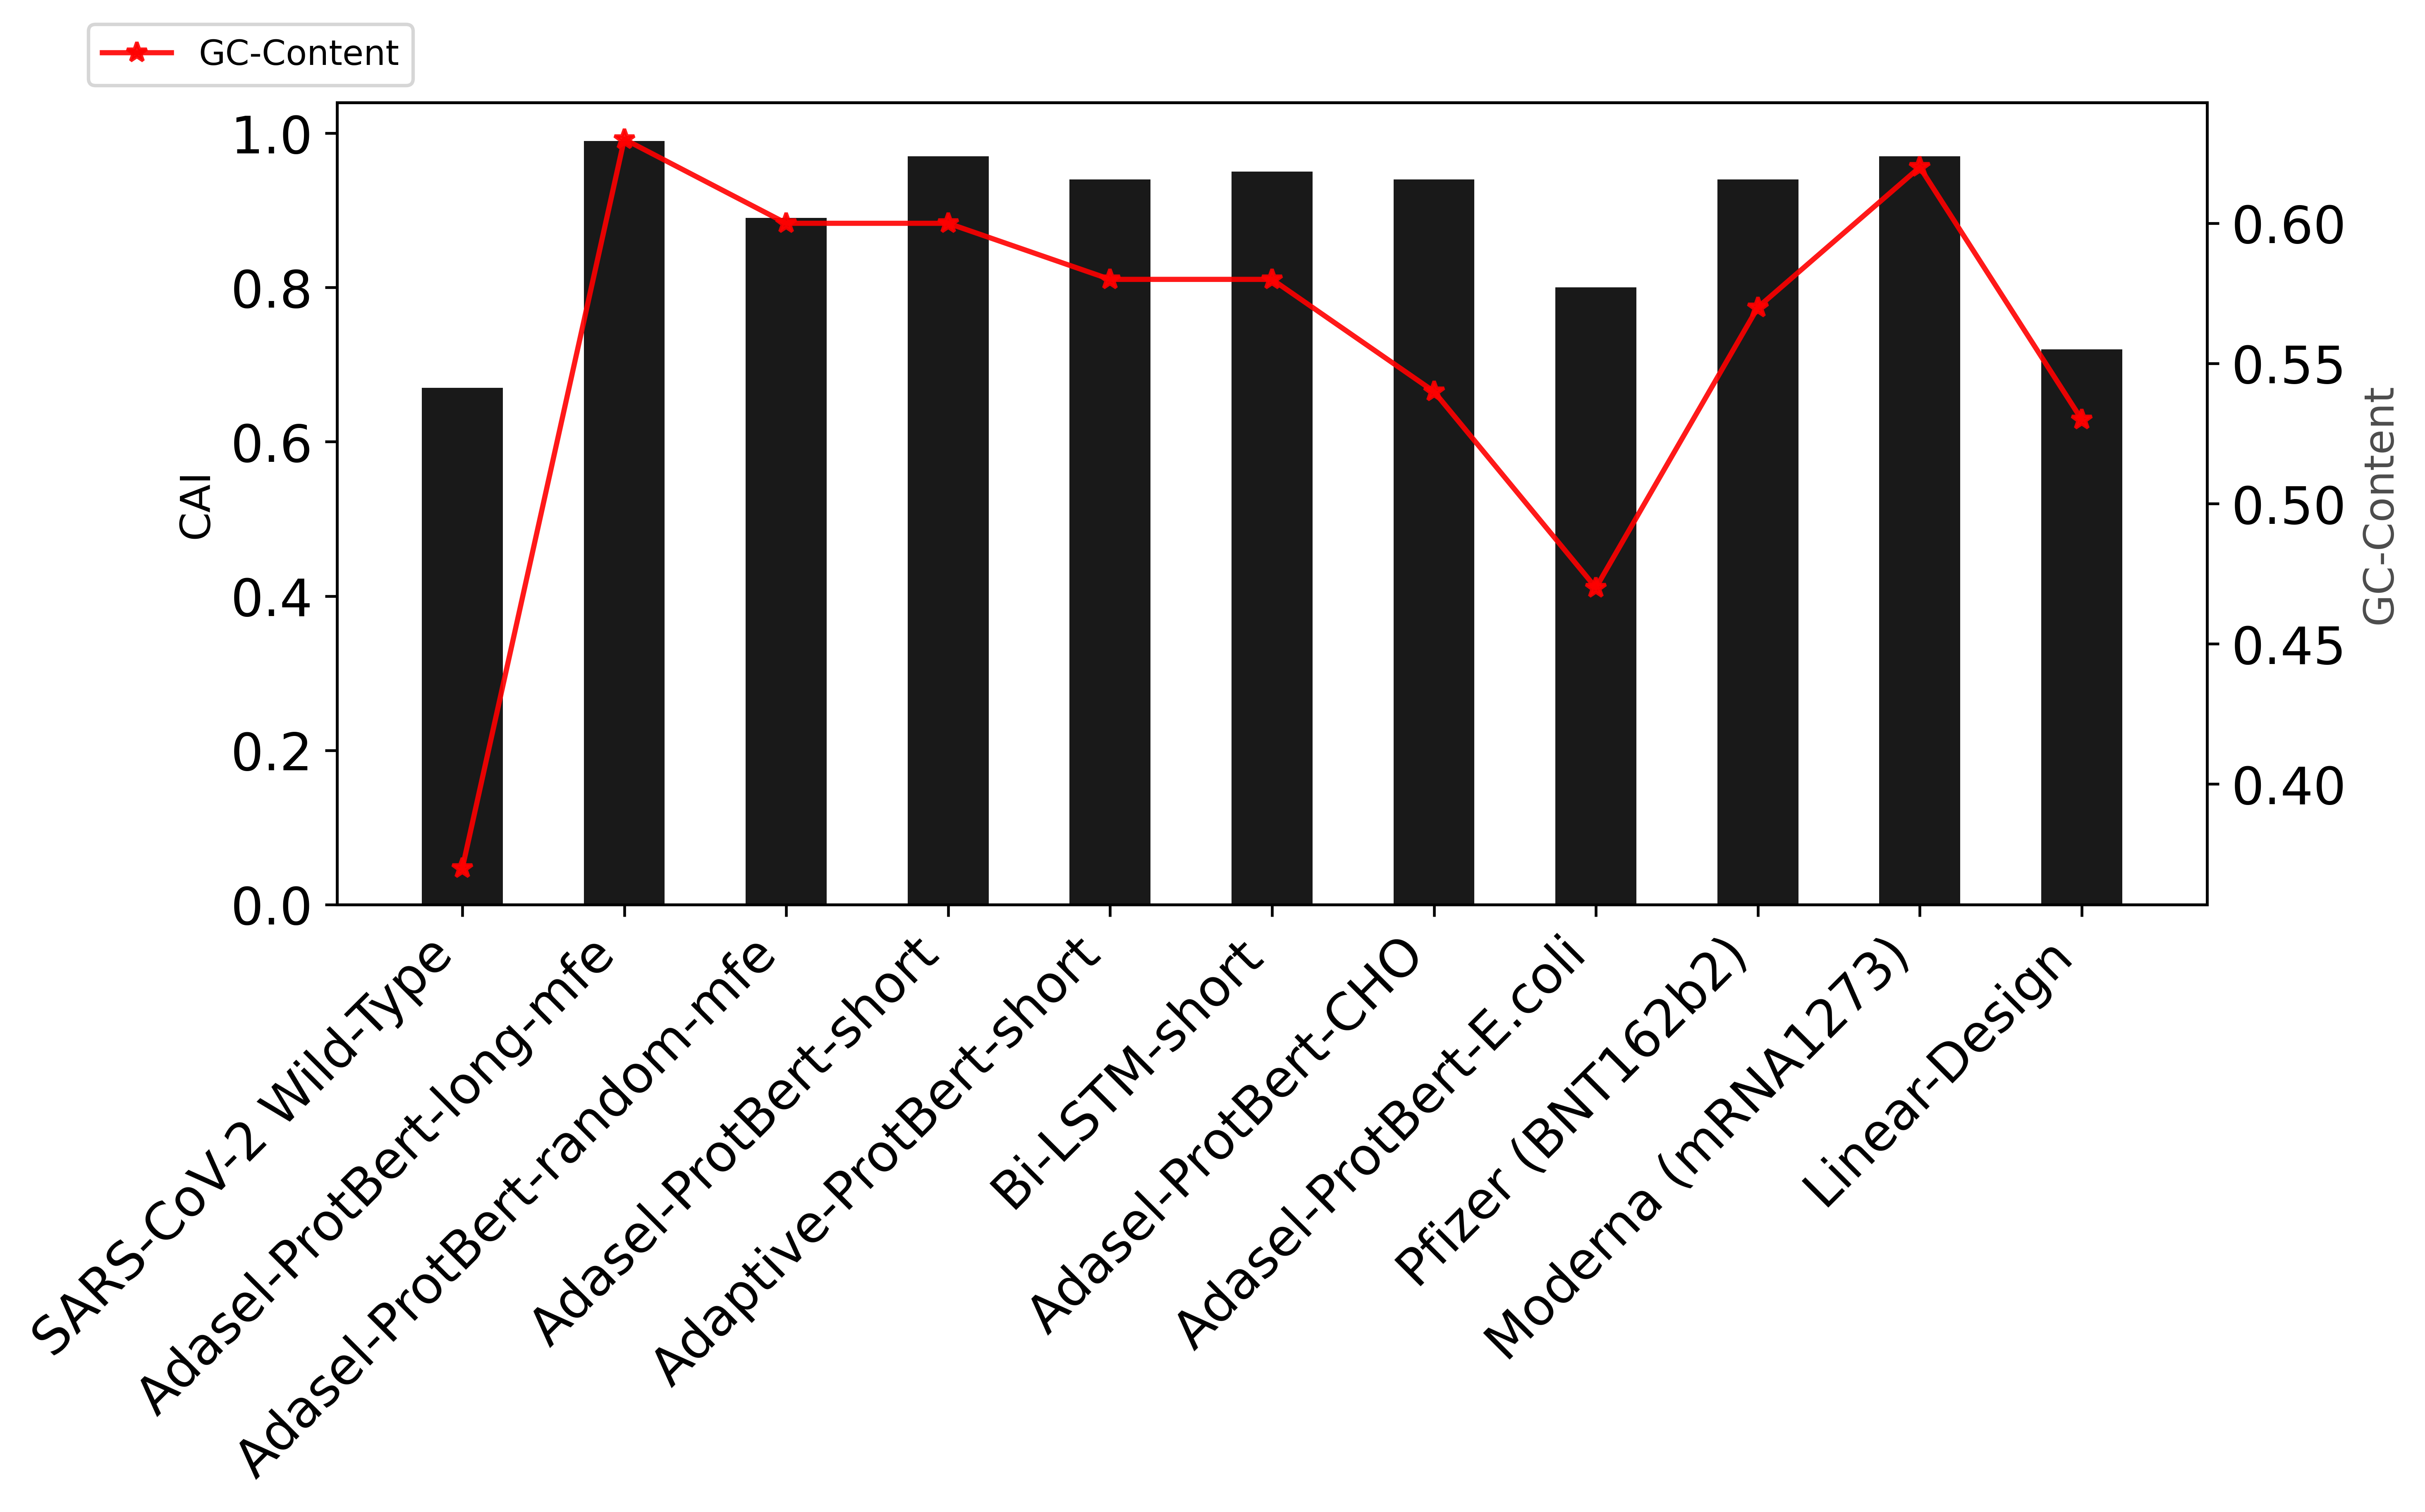 GC-Content
1.0
0.8
0.6
0.4
0.2
0.0
CAI
0.60
0.55
0.50
0.45
0.40
GC-Content
SARS-CoV-2 Wild-Type
Adasel-ProtBert-long-mfe
Adasel-ProtBert-random-mfe
Adasel-ProtBert-short
Adaptive-ProtBert-short
Bi-LSTM-short
Adasel-ProtBert-CHO
Adasel-ProtBert-E.coli
Pfizer (BNT162b2)
Moderna (mRNA1273)
Linear-Design